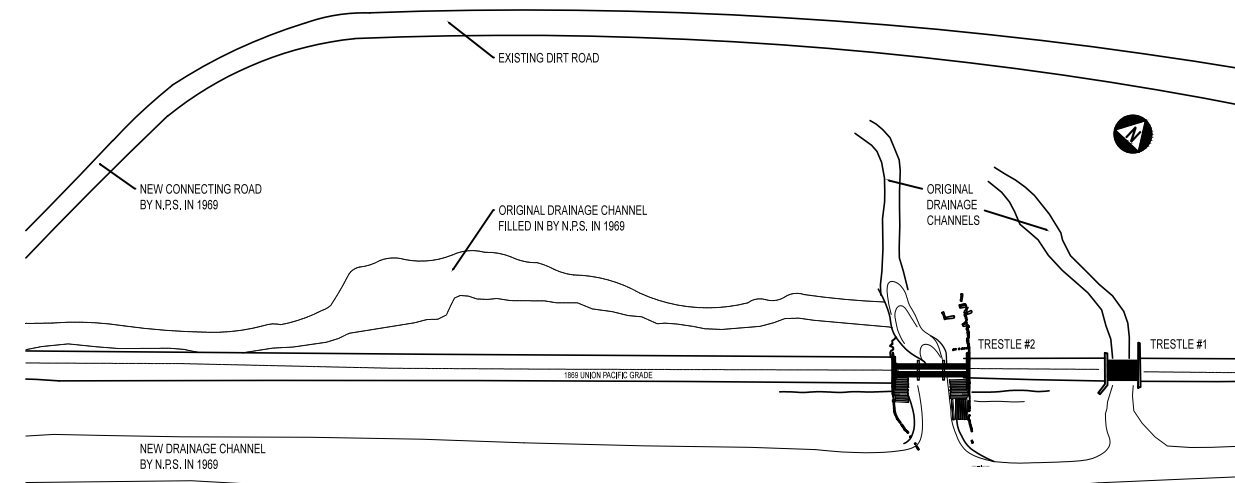 EXISTING DIRT ROAD
N
NEW CONNECTING ROAD
BY N.P.S. IN 1969
ORIGINAL DRAINAGE CHANNEL
FILLED IN BY N.P.S. IN 1969
ORIGINAL
DRAINAGE
CHANNELS
TRESTLE #2
TRESTLE #1
1869 UNION PACIFIC GRADE
NEW DRAINAGE CHANNEL
BY N.P.S. IN 1969